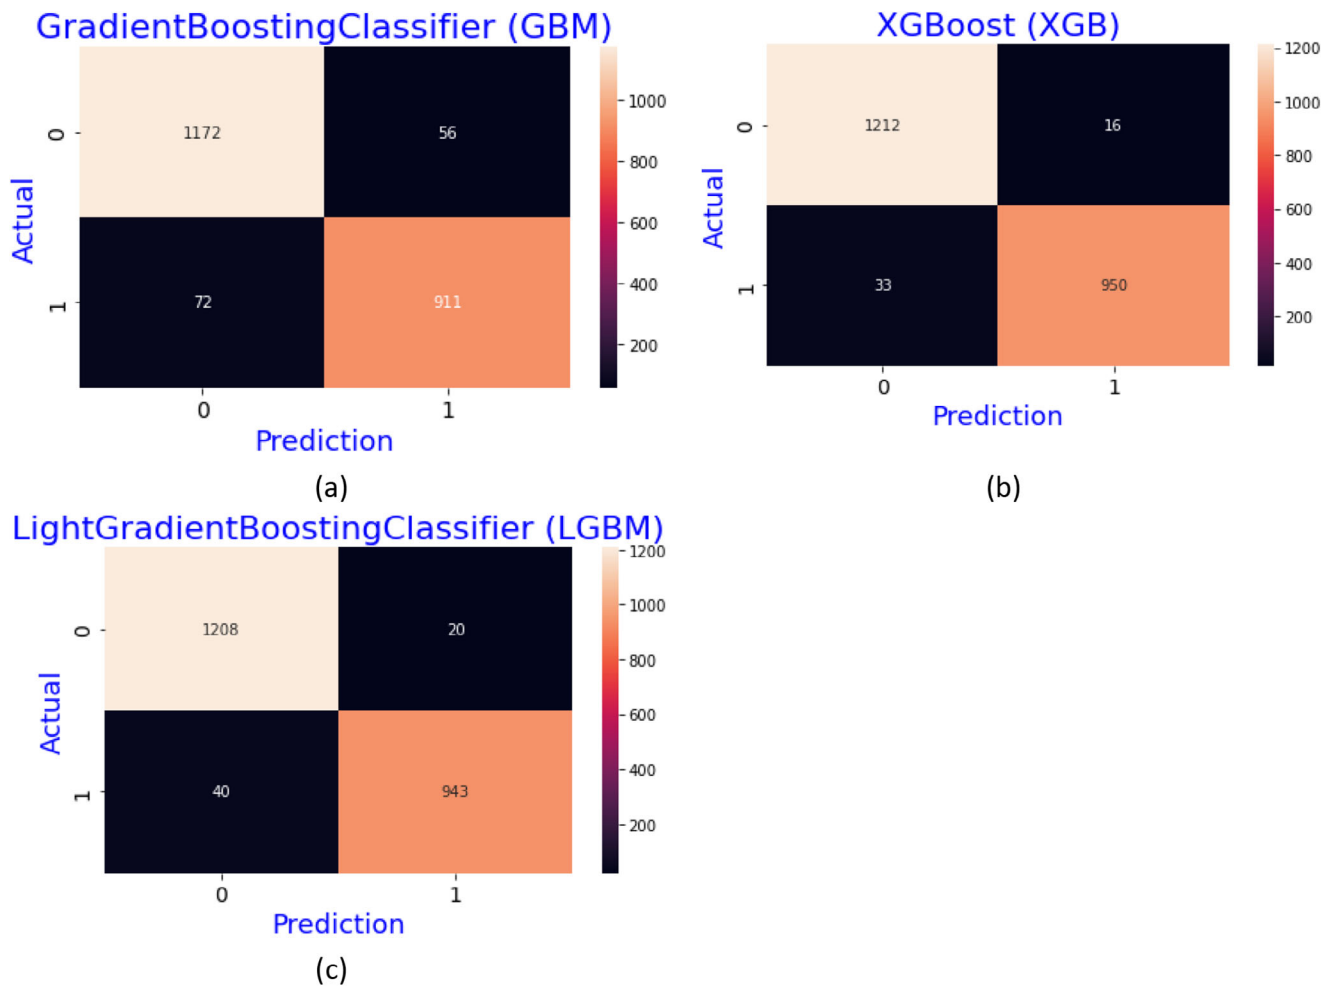 GradientBoostingClassifier (GBM)
1172 56
72 911
0
1
Actual
0 1
Prediction
1000
800
600
400
200
(a)
XGBoost (XGB)
1212 16
33 950
0
1
Actual
0 1
Prediction
1200
1000
800
600
400
200
(b)
LightGradientBoostingClassifier (LGBM)
1208 20
40 943
0
1
Actual
0 1
Prediction
1200
1000
800
600
400
200
(c)